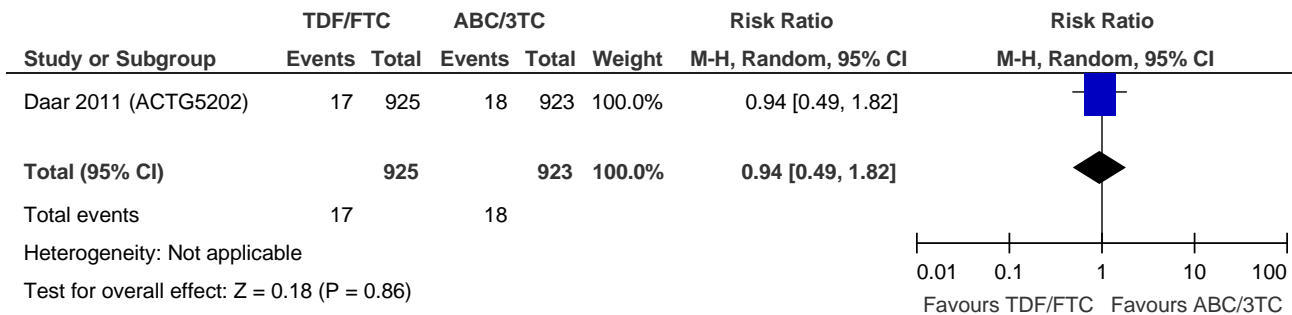 TDF/FTC ABC/3TC Risk Ratio Risk Ratio
Study or Subgroup Events Total Events Total Weight M-H, Random, 95% CI M-H, Random, 95% CI
Daar 2011 (ACTG5202) 17 925 18 923 100.0% 0.94 [0.49, 1.82]
Total (95% CI) 925 923 100.0% 0.94 [0.49, 1.82]
Total events 17 18
Heterogeneity: Not applicable
Test for overall effect: Z = 0.18 (P = 0.86)
0.01 0.1 1 10 100
Favours TDF/FTC Favours ABC/3TC